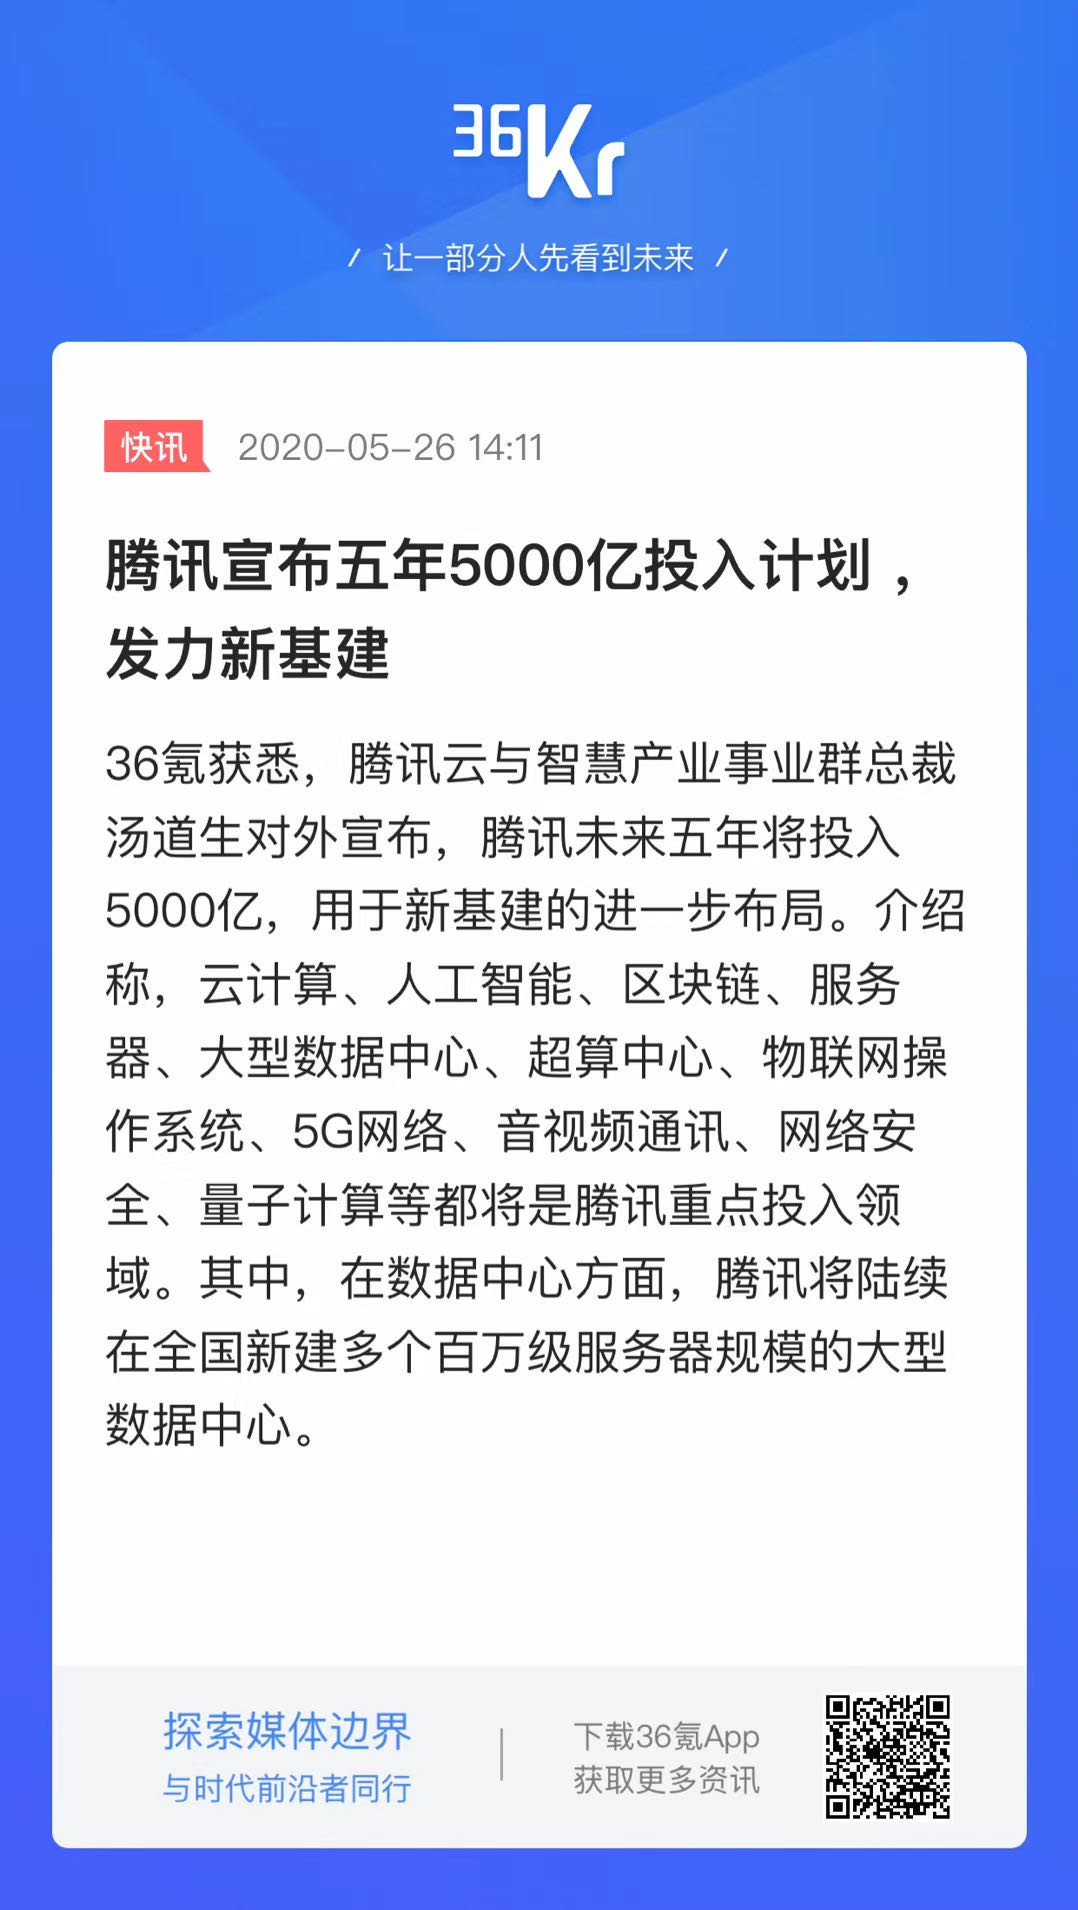 36Kr
/ 让一部分人先看到未来 /
快讯 2020-05-26 14:11
腾讯宣布五年5000亿投入计划，
发力新基建
36氪获悉，腾讯云与智慧产业事业群总裁
汤道生对外宣布，腾讯未来五年将投入
5000亿，用于新基建的进一步布局。介绍
称，云计算、人工智能、区块链、服务
器、大型数据中心、超算中心、物联网操
作系统、5G网络、音视频通讯、网络安
全、量子计算等都将是腾讯重点投入领
域。其中，在数据中心方面，腾讯将陆续
在全国新建多个百万级服务器规模的大型
数据中心。
探索媒体边界
与时代前沿者同行
下载36氪App
获取更多资讯